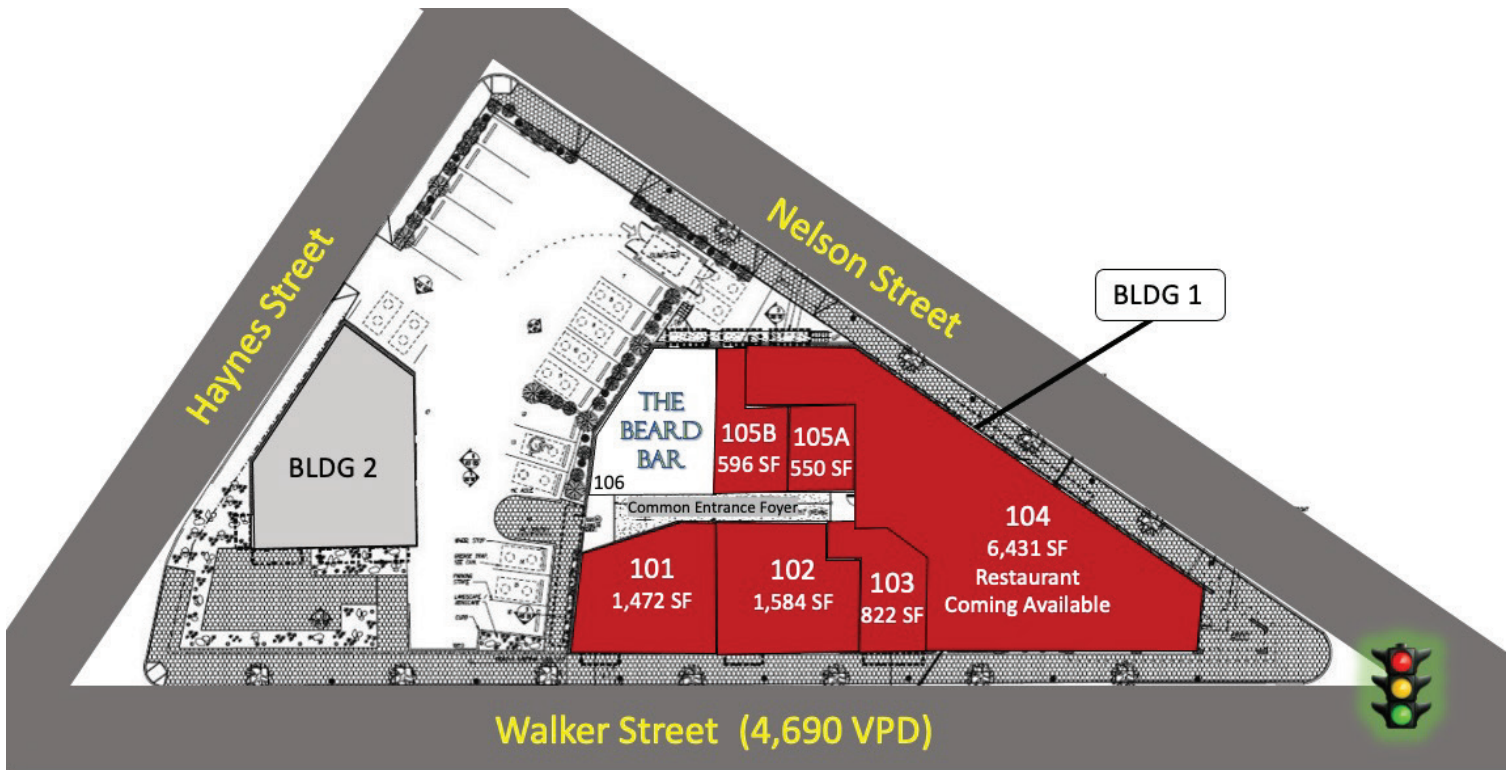 Haynes Street
Nelson Street
BLDG 1
BLDG 2
THE
BEARD
BAR
106
105B
596 SF
105A
550 SF
Common Entrance Foyer
101
1,472 SF
102
1,584 SF
103
822 SF
104
6,431 SF
Restaurant
Coming Available
WHEEL STOP
Walker Street (4,690 VPD)